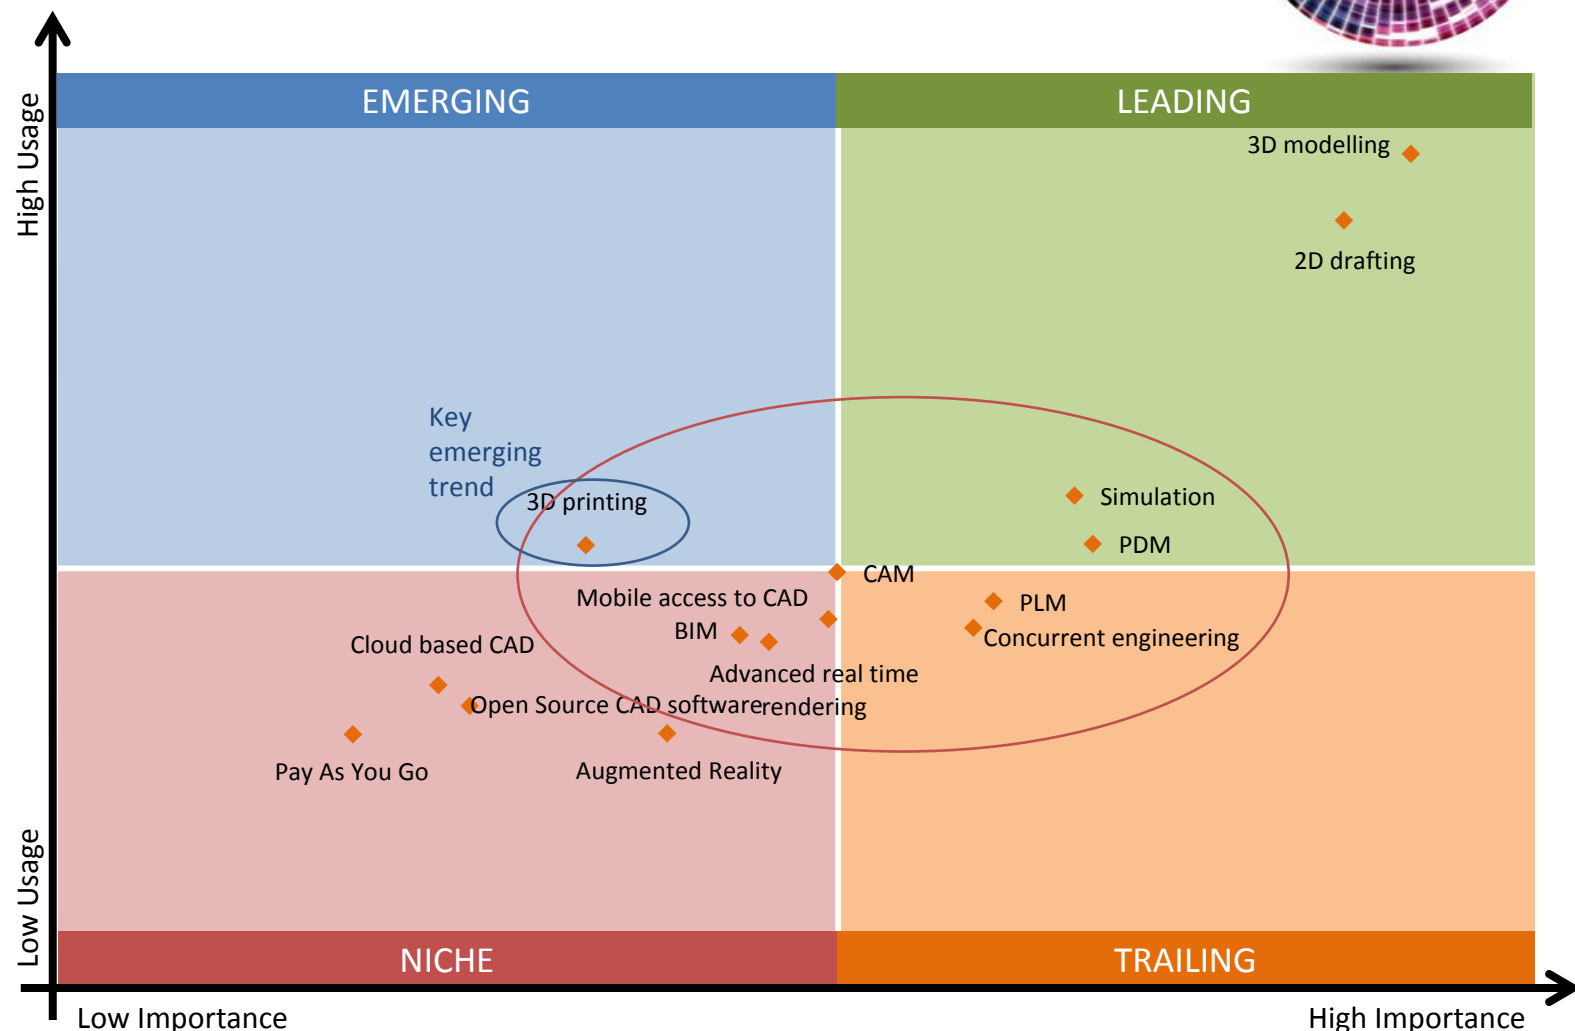 EMERGING
LEADING
High Usage
3D modelling
2D drafting
Key
emerging
trend
3D printing
Simulation
PDM
CAM
Mobile access to CAD
PLM
BIM
Concurrent engineering
Cloud based CAD
Advanced real time
rendering
Open Source CAD software
Pay As You Go
Augmented Reality
Low Usage
NICHE
TRAILING
Low Importance
High Importance